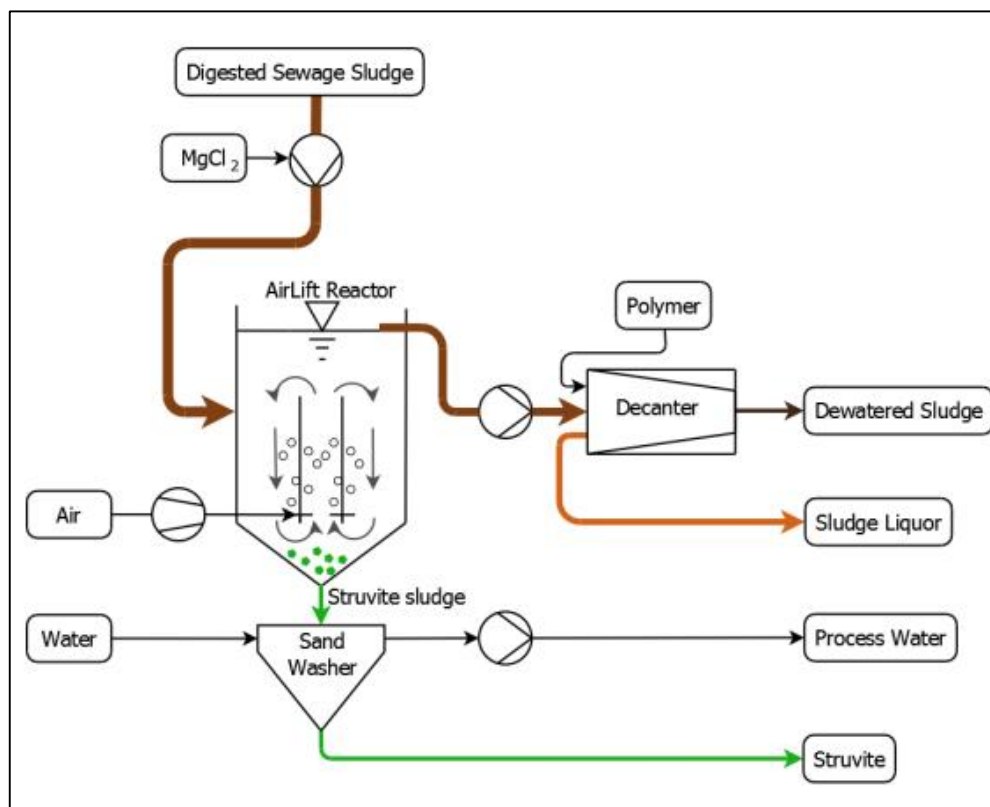 Digested Sewage Sludge
MgCl₂
AirLift Reactor
Polymer
Decanter
Dewatered Sludge
Air
Sludge Liquor
Struvite sludge
Water
Sand
Washer
Process Water
Struvite